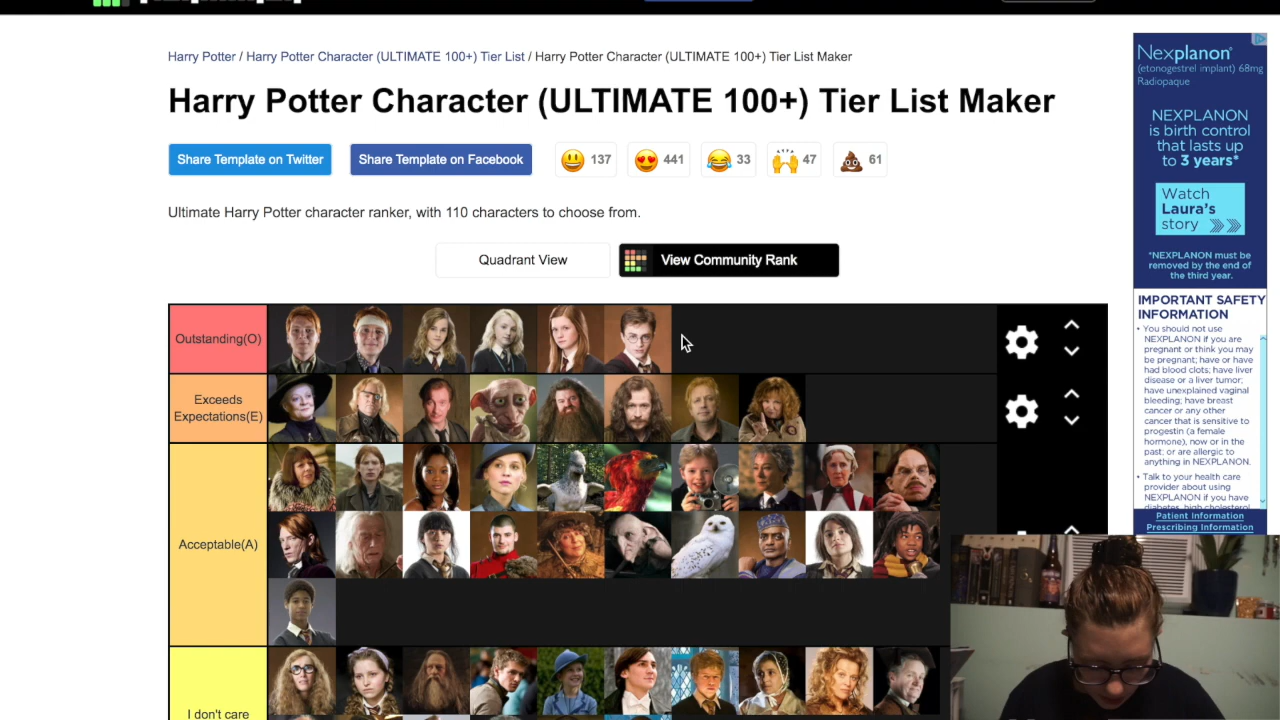 Harry Potter / Harry Potter Character (ULTIMATE 100+) Tier List / Harry Potter Character (ULTIMATE 100+) Tier List Maker
Harry Potter Character (ULTIMATE 100+) Tier List Maker
Share Template on Twitter
Share Template on Facebook
137
441
33
47
61
Ultimate Harry Potter character ranker, with 110 characters to choose from.
Quadrant View
View Community Rank
Outstanding(O)
Exceeds
Expectations(E)
Acceptable(A)
I don't care
Nexplanon
(etonogestrel implant) 68mg
Radiopaque
NEXPLANON
is birth control
that lasts up
to 3 years*
Watch
Laura's
story
*NEXPLANON must be
removed by the end of
the third year.
IMPORTANT SAFETY
INFORMATION
• You should not use
NEXPLANON if you are
pregnant or think you may
be pregnant; have or have
had blood clots; have liver
disease or a liver tumor;
have unexplained vaginal
bleeding; have breast
cancer or any other
cancer that is sensitive to
progestin (a female
hormone), now or in the
past; or are allergic to
anything in NEXPLANON.
• Talk to your health care
provider about using
NEXPLANON if you have
diabetes, high cholesterol
Patient Information
Prescribing Information